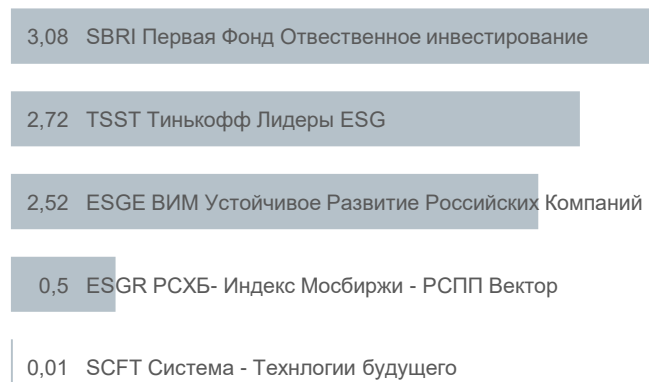 3,08 SBRI Первая Фонд Отвественное инвестирование
2,72 TSST Тинькофф Лидеры ESG
2,52 ESGE ВИМ Устойчивое Развитие Российских Компаний
0,5 ESGR РСХБ- Индекс Мосбиржи - РСПП Вектор
0,01 SCFT Система - Технлогии будущего